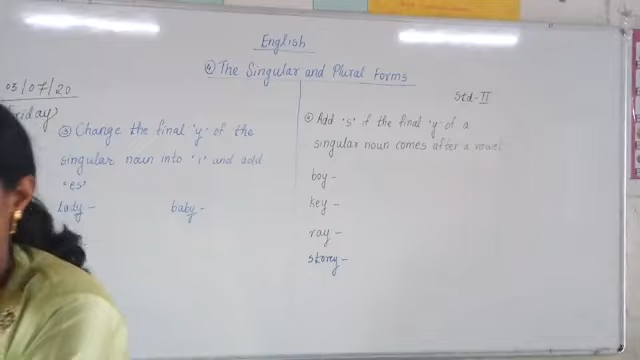 English
④ The Singular and Plural Forms
03/07/20
Std-II
③ Change the final 'y' of the
singular noun into 'i' and add
'es'
Lady -
baby -
④ Add 's' if the final 'y' of a
singular noun comes after a vowel
boy -
key -
ray -
storey -